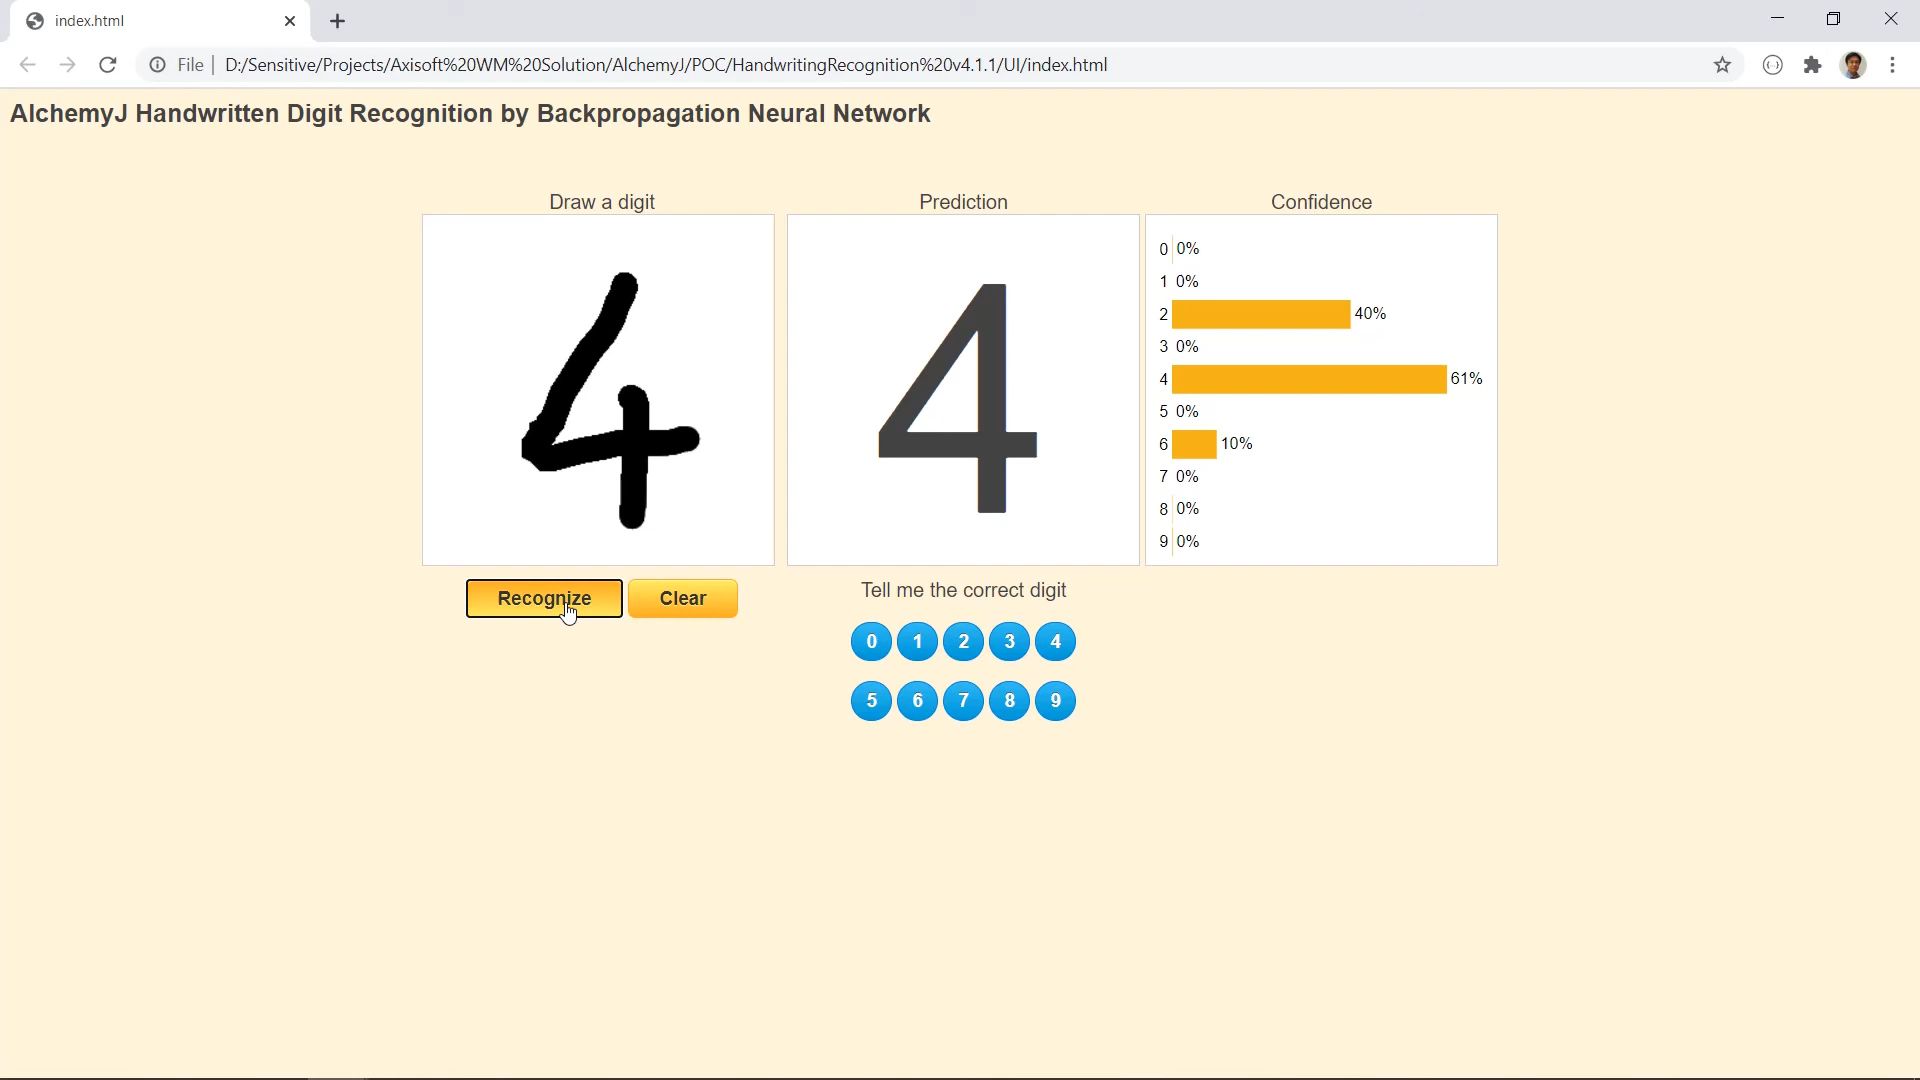 index.html
File D:/Sensitive/Projects/Axisoft%20WM%20Solution/AlchemyJ/POC/HandwritingRecognition%20v4.1.1/UI/index.html
AlchemyJ Handwritten Digit Recognition by Backpropagation Neural Network
Draw a digit
4
Recognize Clear
Prediction
4
Tell me the correct digit
0 1 2 3 4
5 6 7 8 9
Confidence
0 0%
1 0%
2 40%
3 0%
4 61%
5 0%
6 10%
7 0%
8 0%
9 0%